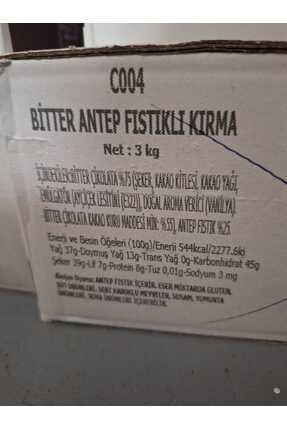 C004
BİTTER ANTEP FISTIKLI KIRMA
Net : 3 kg
İÇİNDEKİLER:BİTTER ÇİKOLATA %75 (ŞEKER, KAKAO KİTLESİ, KAKAO YAĞI,
EMÜLGATÖR (AYÇİÇEK LESİTİNİ (E322)), DOĞAL AROMA VERİCİ (VANİLYA).
BİTTER ÇİKOLATA KAKAO KURU MADDESİ MİN: %55), ANTEP FISTIK %25.
Enerji ve Besin Öğeleri (100g)/Enerji 544kcal/2277.6kj
Yağ 37g-Doymuş Yağ 13g-Trans Yağ 0g-Karbonhidrat 45g
Şeker 39g-Lif 7g-Protein 8g-Tuz 0,01g-Sodyum 3 mg
Alerjen Uyarısı: ANTEP FISTIK İÇERİR. ESER MİKTARDA GLUTEN,
SÜT ÜRÜNLERİ, SERT KABUKLU MEYVELER, SUSAM, YUMURTA
ÜRÜNLERİ, SOYA ÜRÜNLERİ İÇEREBİLİR.